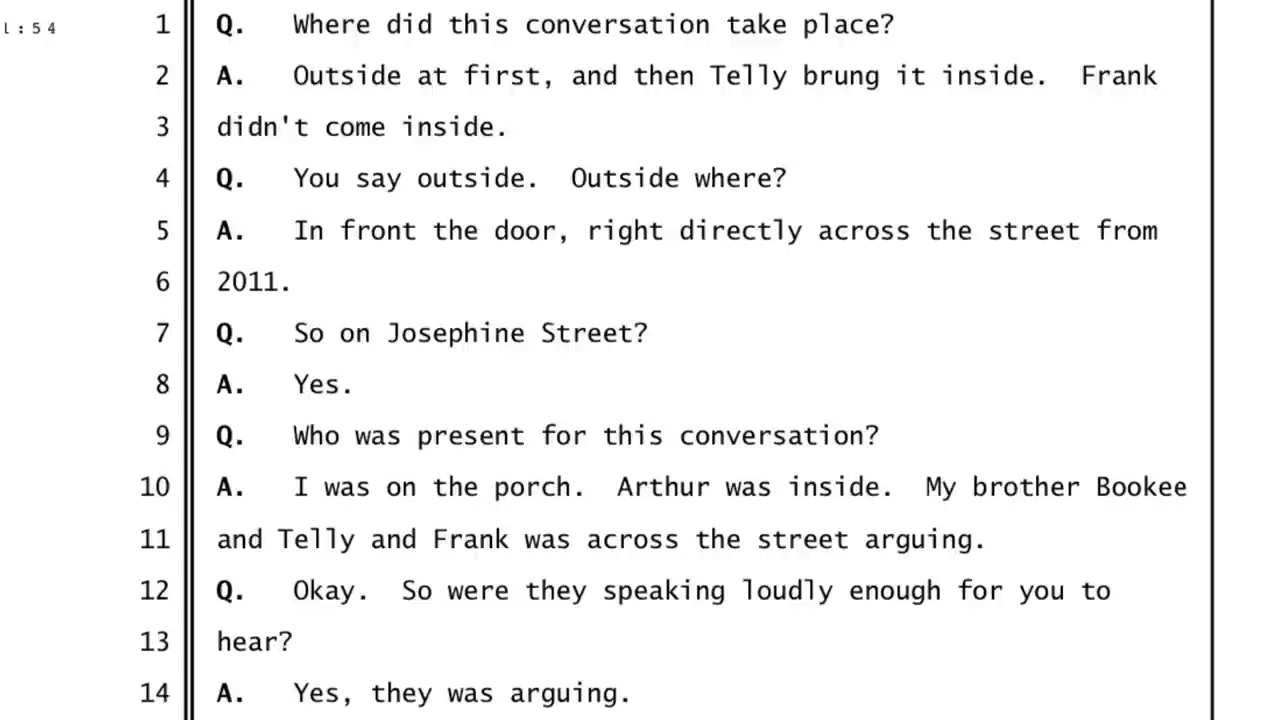 1:54
1 Q. Where did this conversation take place?
2 A. Outside at first, and then Telly brung it inside. Frank
3 didn't come inside.
4 Q. You say outside. Outside where?
5 A. In front the door, right directly across the street from
6 2011.
7 Q. So on Josephine Street?
8 A. Yes.
9 Q. Who was present for this conversation?
10 A. I was on the porch. Arthur was inside. My brother Bookee
11 and Telly and Frank was across the street arguing.
12 Q. Okay. So were they speaking loudly enough for you to
13 hear?
14 A. Yes, they was arguing.